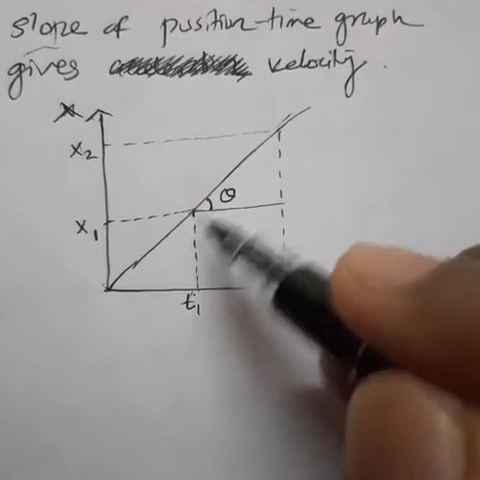 slope of position-time graph
gives velocity.
x
x2
θ
x1
t1